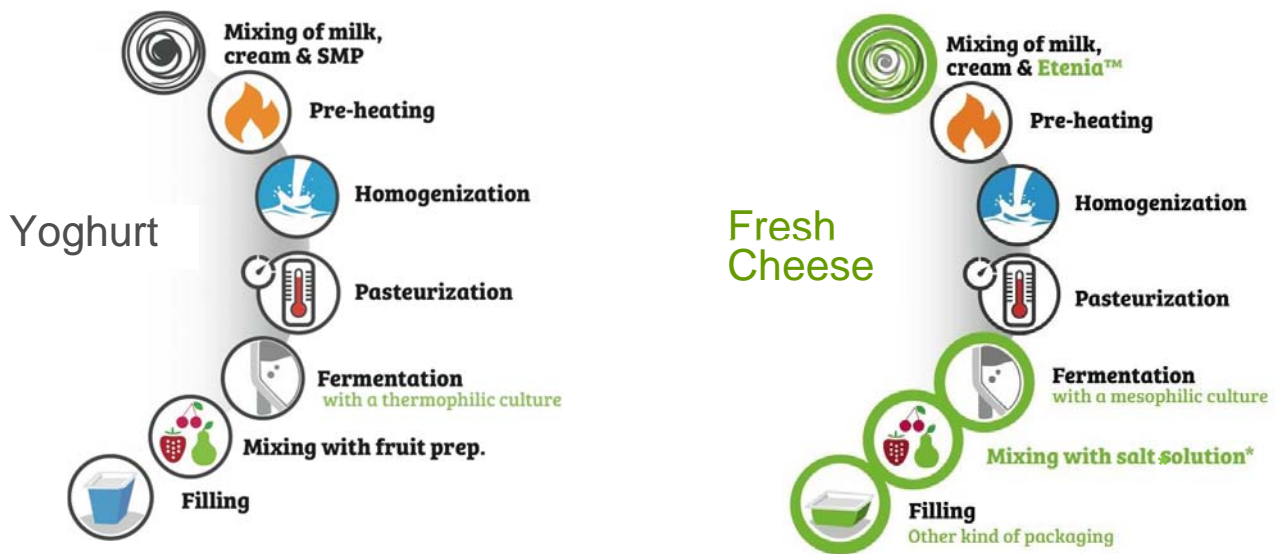 Yoghurt
Mixing of milk,
cream & SMP
Pre-heating
Homogenization
Pasteurization
Fermentation
with a thermophilic culture
Mixing with fruit prep.
Filling
Fresh
Cheese
Mixing of milk,
cream & Etenia™
Pre-heating
Homogenization
Pasteurization
Fermentation
with a mesophilic culture
Mixing with salt solution*
Filling
Other kind of packaging